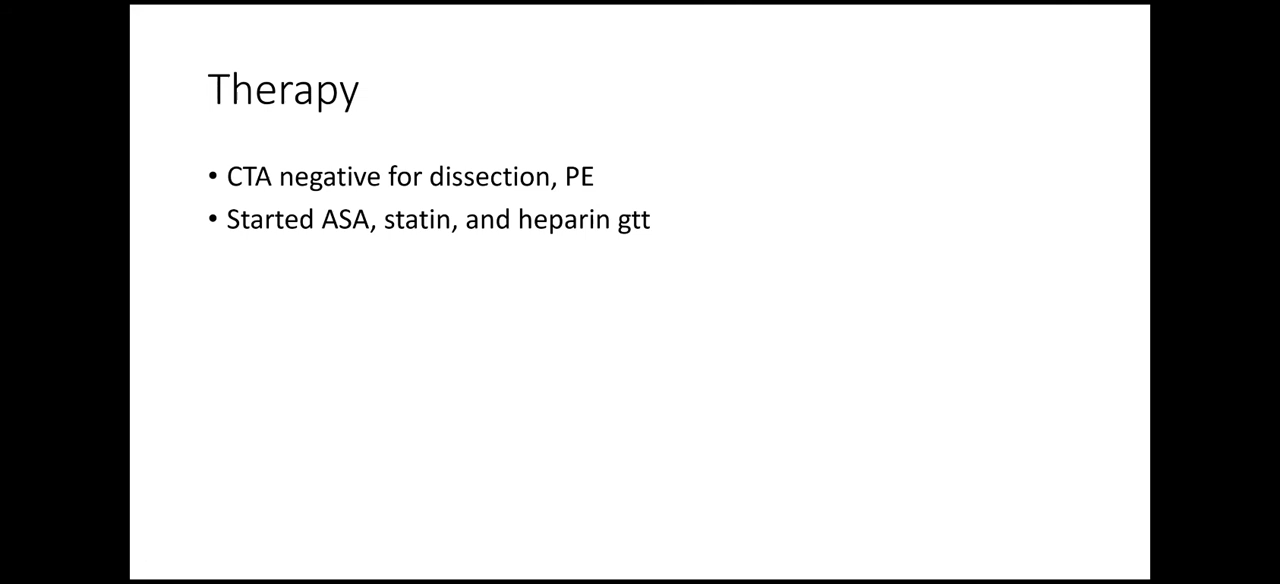 Therapy
• CTA negative for dissection, PE
• Started ASA, statin, and heparin gtt